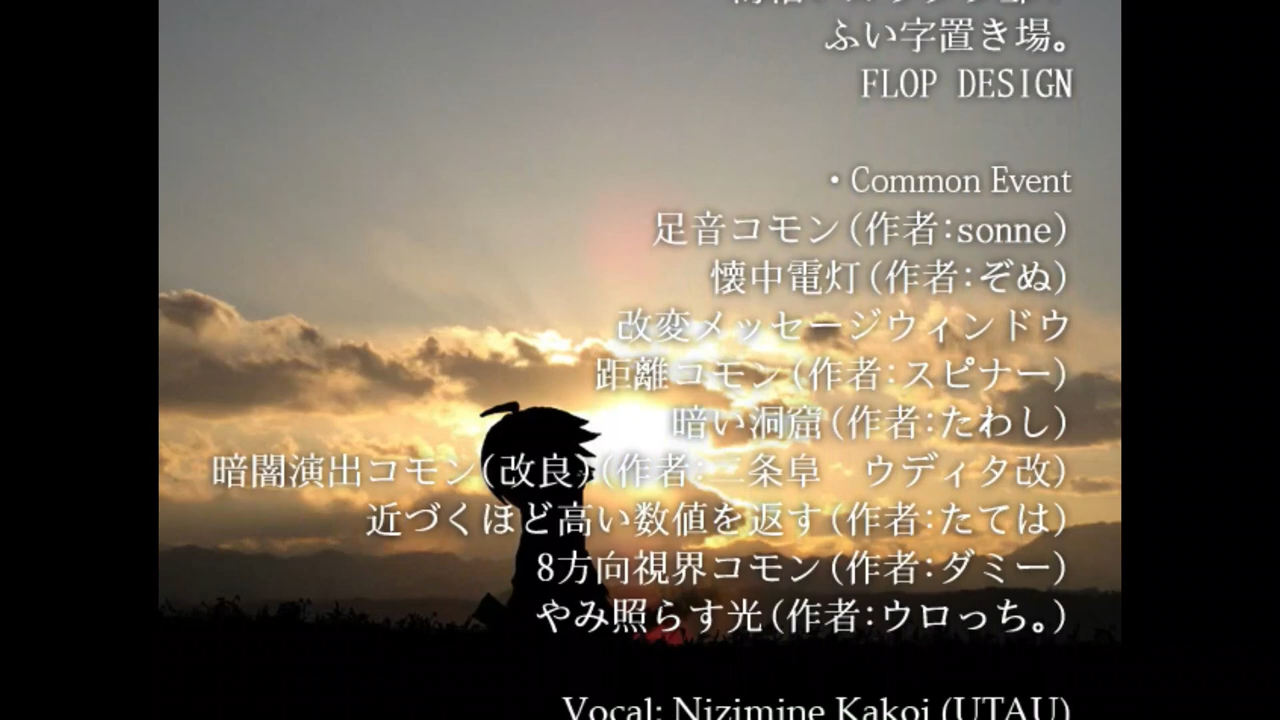 ふい字置き場。
FLOP DESIGN
・Common Event
足音コモン(作者:sonne)
懐中電灯(作者:ぞぬ)
改変メッセージウィンドウ
距離コモン(作者:スピナー)
暗い洞窟(作者:たわし)
暗闇演出コモン(改良)(作者:二条阜　ウディタ改)
近づくほど高い数値を返す(作者:たては)
8方向視界コモン(作者:ダミー)
やみ照らす光(作者:ウロっち。)
Vocal: Nizimine Kakoi (UTAU)